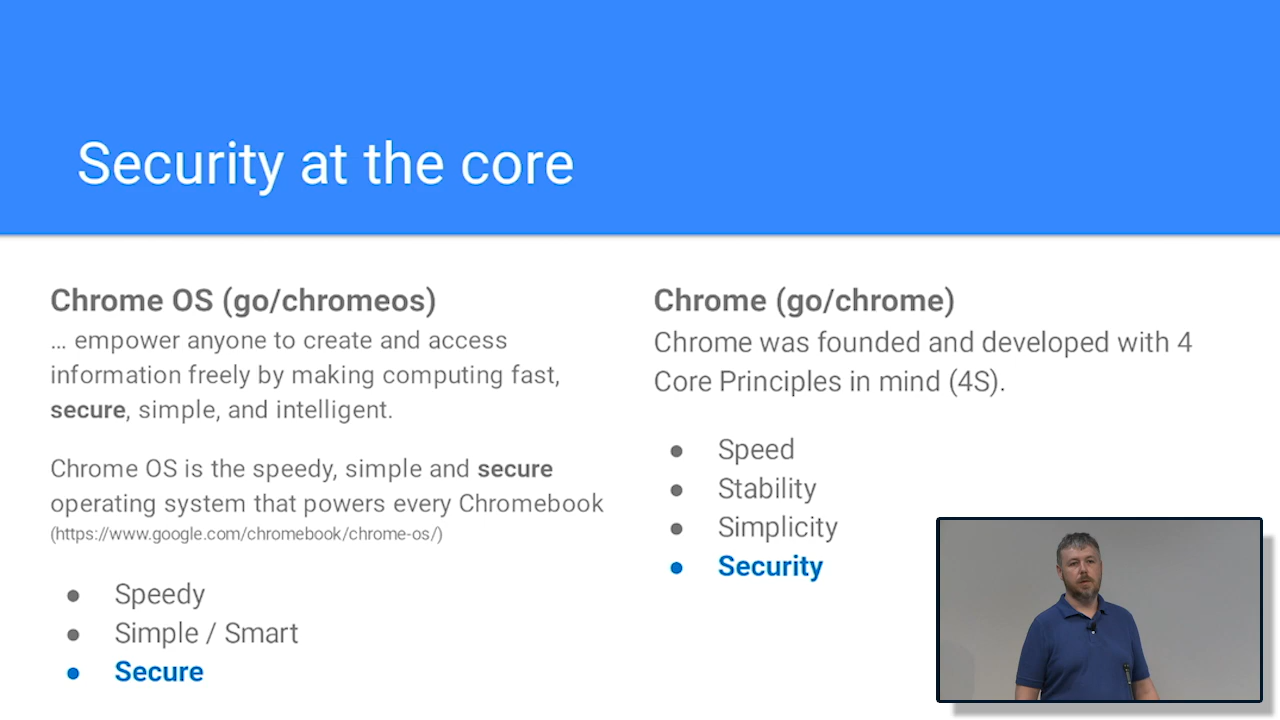 Security at the core
Chrome OS (go/chromeos)
… empower anyone to create and access
information freely by making computing fast,
secure, simple, and intelligent.
Chrome OS is the speedy, simple and secure
operating system that powers every Chromebook
(https://www.google.com/chromebook/chrome-os/)
● Speedy
● Simple / Smart
● Secure
Chrome (go/chrome)
Chrome was founded and developed with 4
Core Principles in mind (4S).
● Speed
● Stability
● Simplicity
● Security